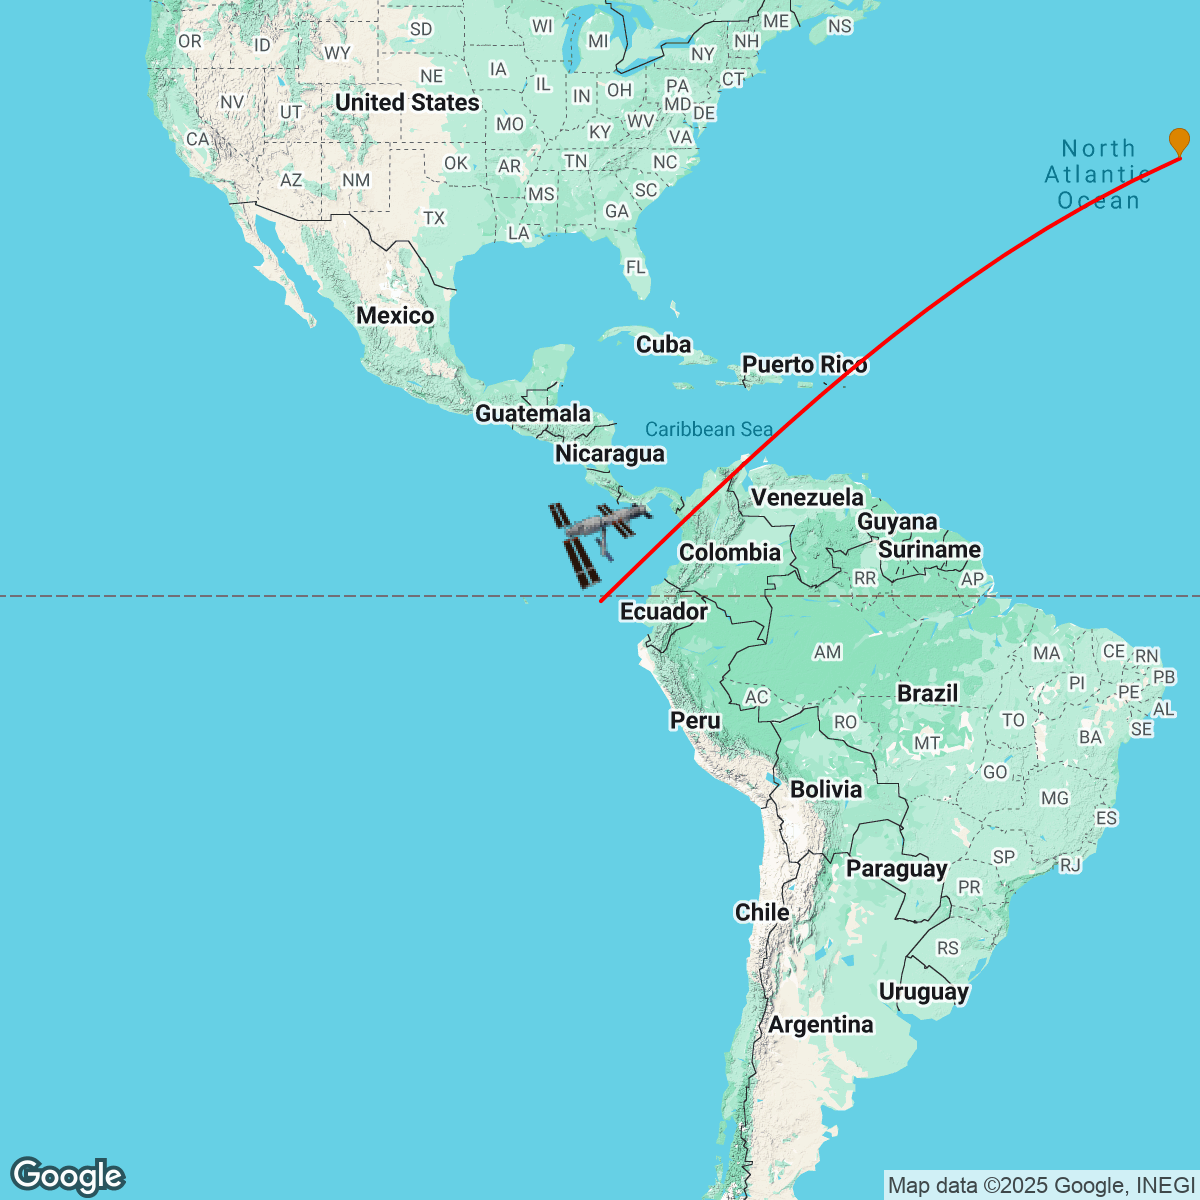 WI
ME
SD
NS
OR
ID
MI
NH
WY
NY
IA
NE
IL
OH
PA
CT
IN
NV
United States
MD
UT
DE
MO
WV
KY
VA
CA
OK
AR
TN
NC
North
Atlantic
Ocean
AZ
NM
MS
SC
TX
GA
LA
FL
Mexico
Cuba
Puerto Rico
Guatemala
Caribbean Sea
Nicaragua
Venezuela
Guyana
Colombia
Suriname
RR
AP
Ecuador
AM
MA
CE
RN
PB
PI
PE
AC
Brazil
AL
Peru
RO
TO
SE
MT
BA
GO
Bolivia
MG
ES
SP
RJ
Paraguay
PR
Chile
RS
Uruguay
Argentina
Google
Map data ©2025 Google, INEGI